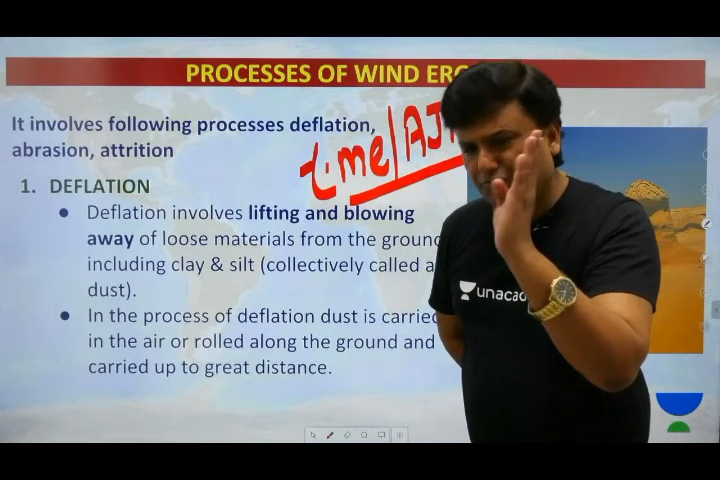 PROCESSES OF WIND
It involves following processes deflation,
abrasion, attrition
time/AJ
1. DEFLATION
● Deflation involves lifting and blowing
away of loose materials from the ground
including clay & silt (collectively called
dust).
● In the process of deflation dust is carried
in the air or rolled along the ground and
carried up to great distance.
unacad